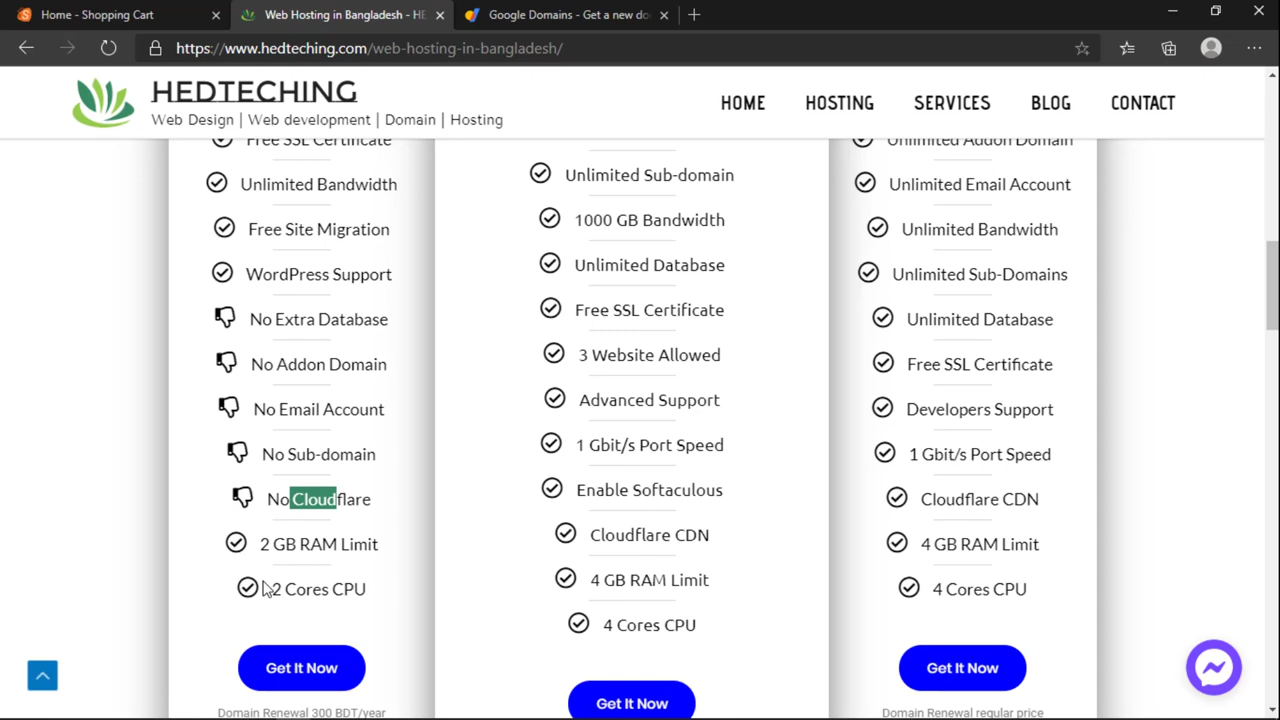 Home - Shopping Cart
Web Hosting in Bangladesh - HE
Google Domains - Get a new do
https://www.hedteching.com/web-hosting-in-bangladesh/
HEDTECHING
Web Design | Web development | Domain | Hosting
HOME
HOSTING
SERVICES
BLOG
CONTACT
Free SSL Certificate
Unlimited Bandwidth
Free Site Migration
WordPress Support
No Extra Database
No Addon Domain
No Email Account
No Sub-domain
No Cloudflare
2 GB RAM Limit
2 Cores CPU
Get It Now
Domain Renewal 300 BDT/year
Unlimited Sub-domain
1000 GB Bandwidth
Unlimited Database
Free SSL Certificate
3 Website Allowed
Advanced Support
1 Gbit/s Port Speed
Enable Softaculous
Cloudflare CDN
4 GB RAM Limit
4 Cores CPU
Get It Now
Unlimited Addon Domain
Unlimited Email Account
Unlimited Bandwidth
Unlimited Sub-Domains
Unlimited Database
Free SSL Certificate
Developers Support
1 Gbit/s Port Speed
Cloudflare CDN
4 GB RAM Limit
4 Cores CPU
Get It Now
Domain Renewal regular price